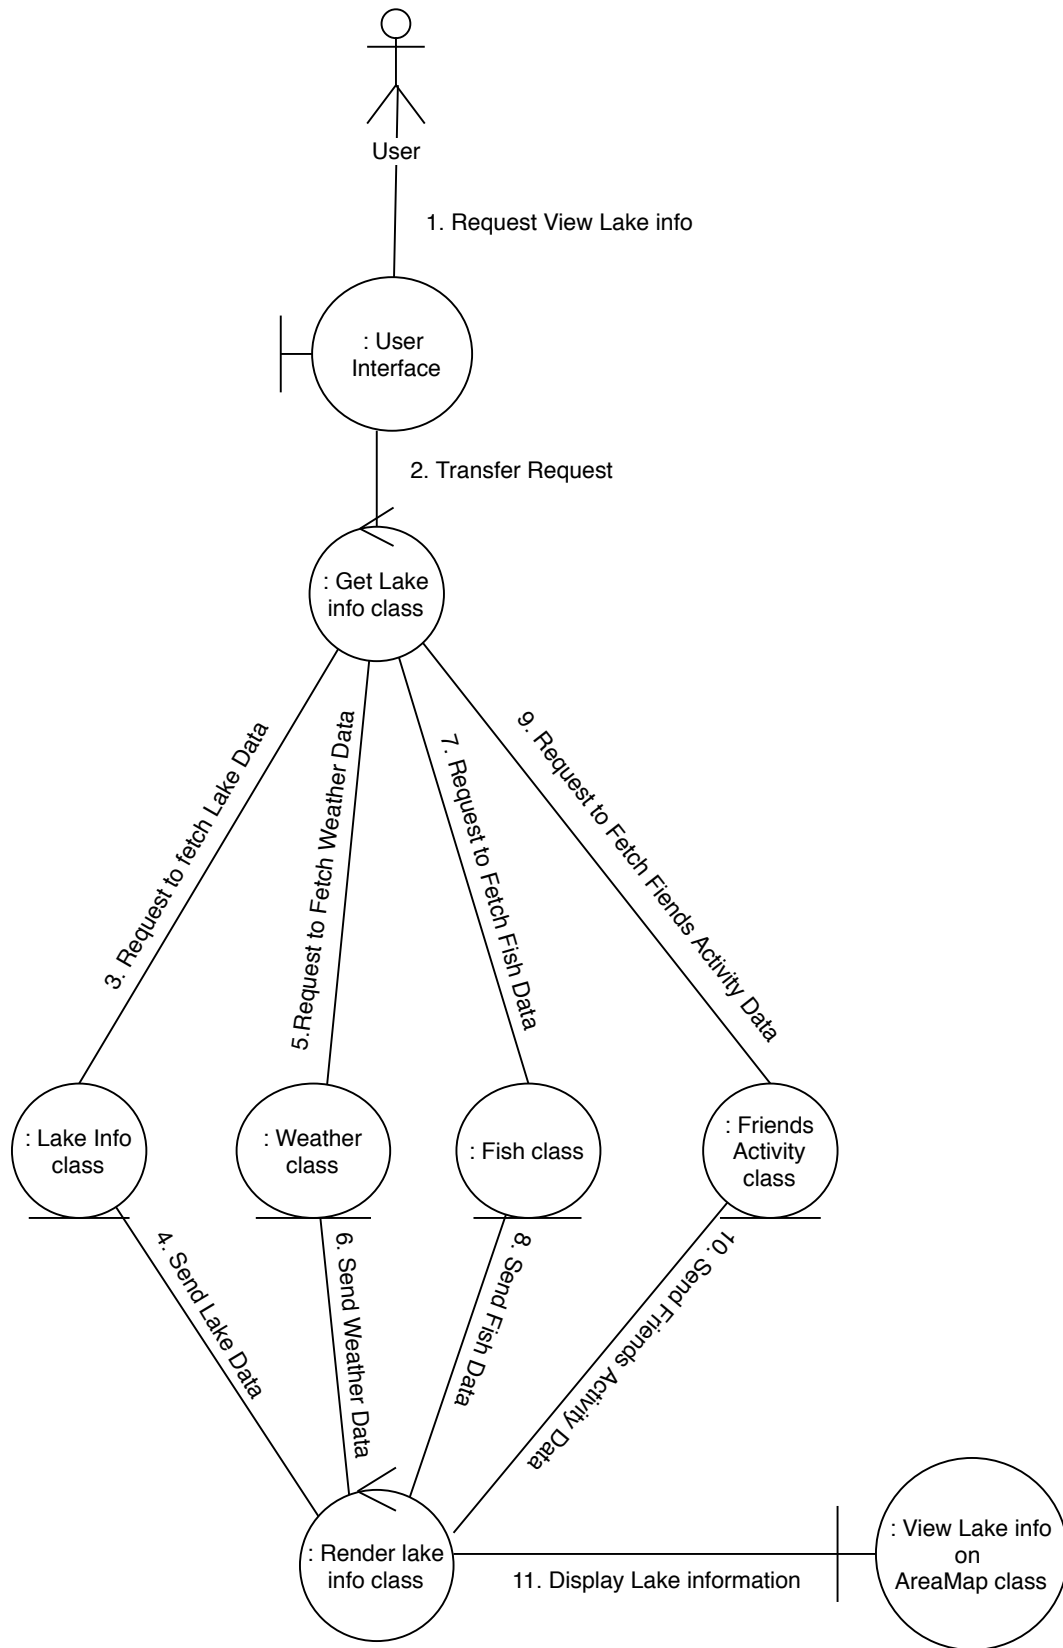 User
1. Request View Lake info
: User
Interface
2. Transfer Request
: Get Lake
info class
3. Request to fetch Lake Data
5.Request to Fetch Weather Data
7. Request to Fetch Fish Data
9. Request to Fetch Fiends Activity Data
: Lake Info
class
: Weather
class
: Fish class
: Friends
Activity
class
4. Send Lake Data
6. Send Weather Data
8. Send Fish Data
10. Send Friends Activity Data
: Render lake
info class
11. Display Lake information
: View Lake info
on
AreaMap class